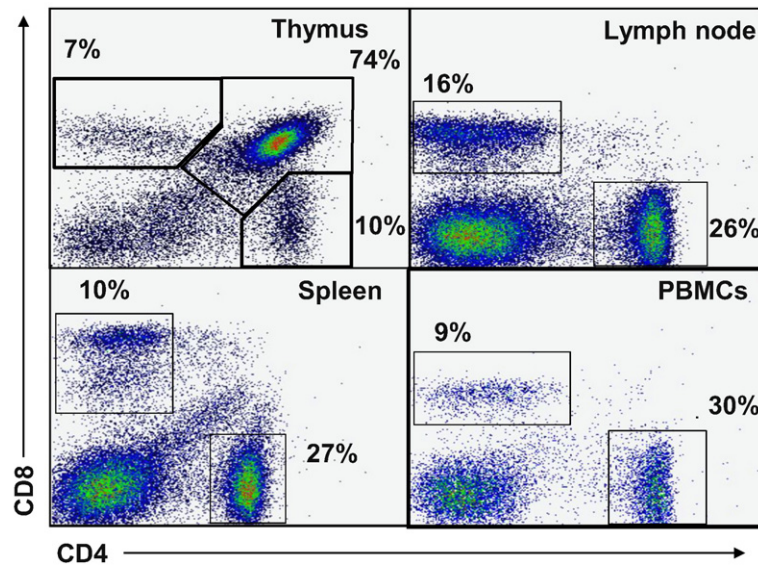 Thymus
7%
74%
10%
Lymph node
16%
26%
Spleen
10%
27%
PBMCs
9%
30%
CD8
CD4